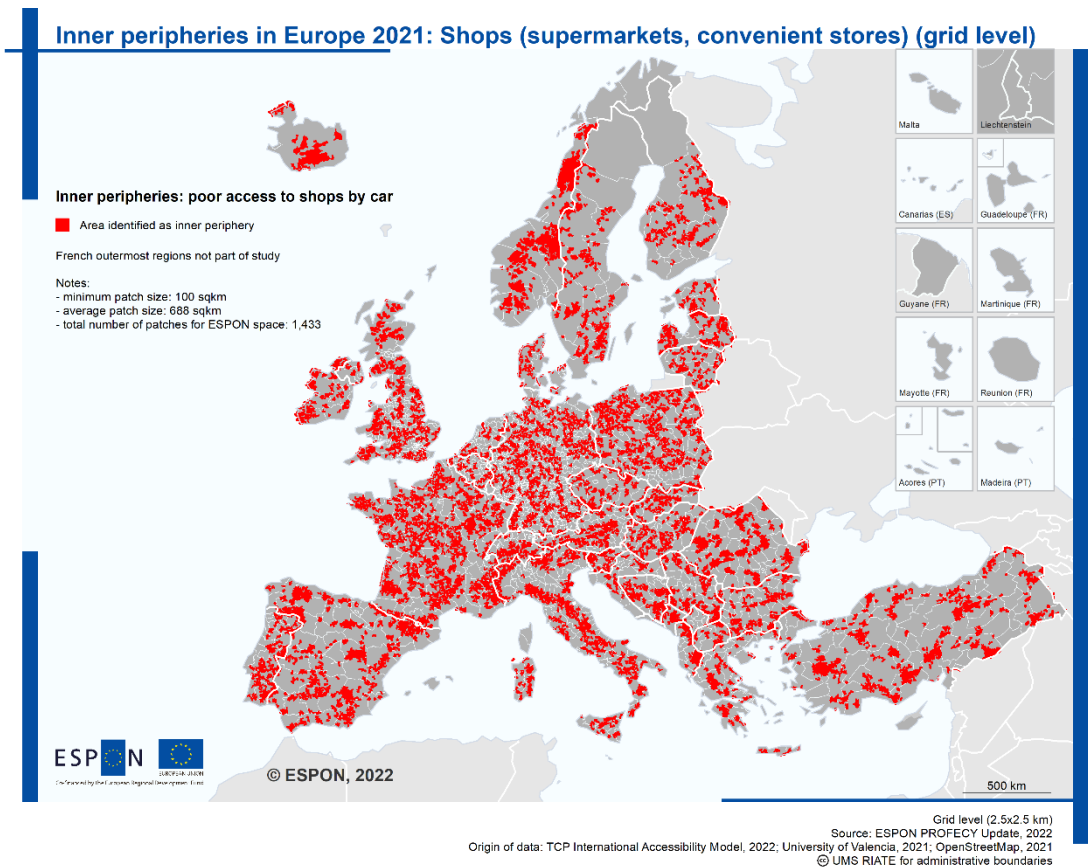 Inner peripheries in Europe 2021: Shops (supermarkets, convenient stores) (grid level)
Malta
Liechtenstein
Canarias (ES)
Guadeloupe (FR)
Guyane (FR)
Martinique (FR)
Mayotte (FR)
Reunion (FR)
Acores (PT)
Madeira (PT)
Inner peripheries: poor access to shops by car
Area identified as inner periphery
French outermost regions not part of study
Notes:
- minimum patch size: 100 sqkm
- average patch size: 688 sqkm
- total number of patches for ESPON space: 1,433
ESPON
EUROPEAN UNION
Co-financed by the European Regional Development Fund
© ESPON, 2022
500 km
Grid level (2.5x2.5 km)
Source: ESPON PROFECY Update, 2022
Origin of data: TCP International Accessibility Model, 2022; University of Valencia, 2021; OpenStreetMap, 2021
© UMS RIATE for administrative boundaries